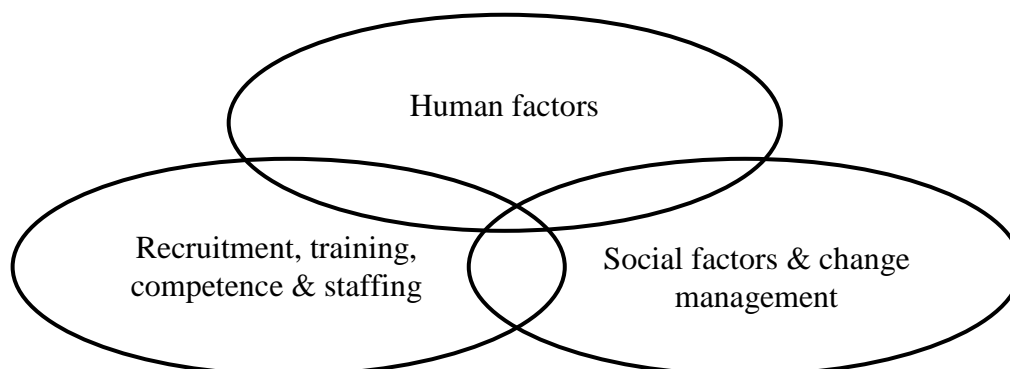 Human factors
Recruitment, training,
competence & staffing
Social factors & change
management